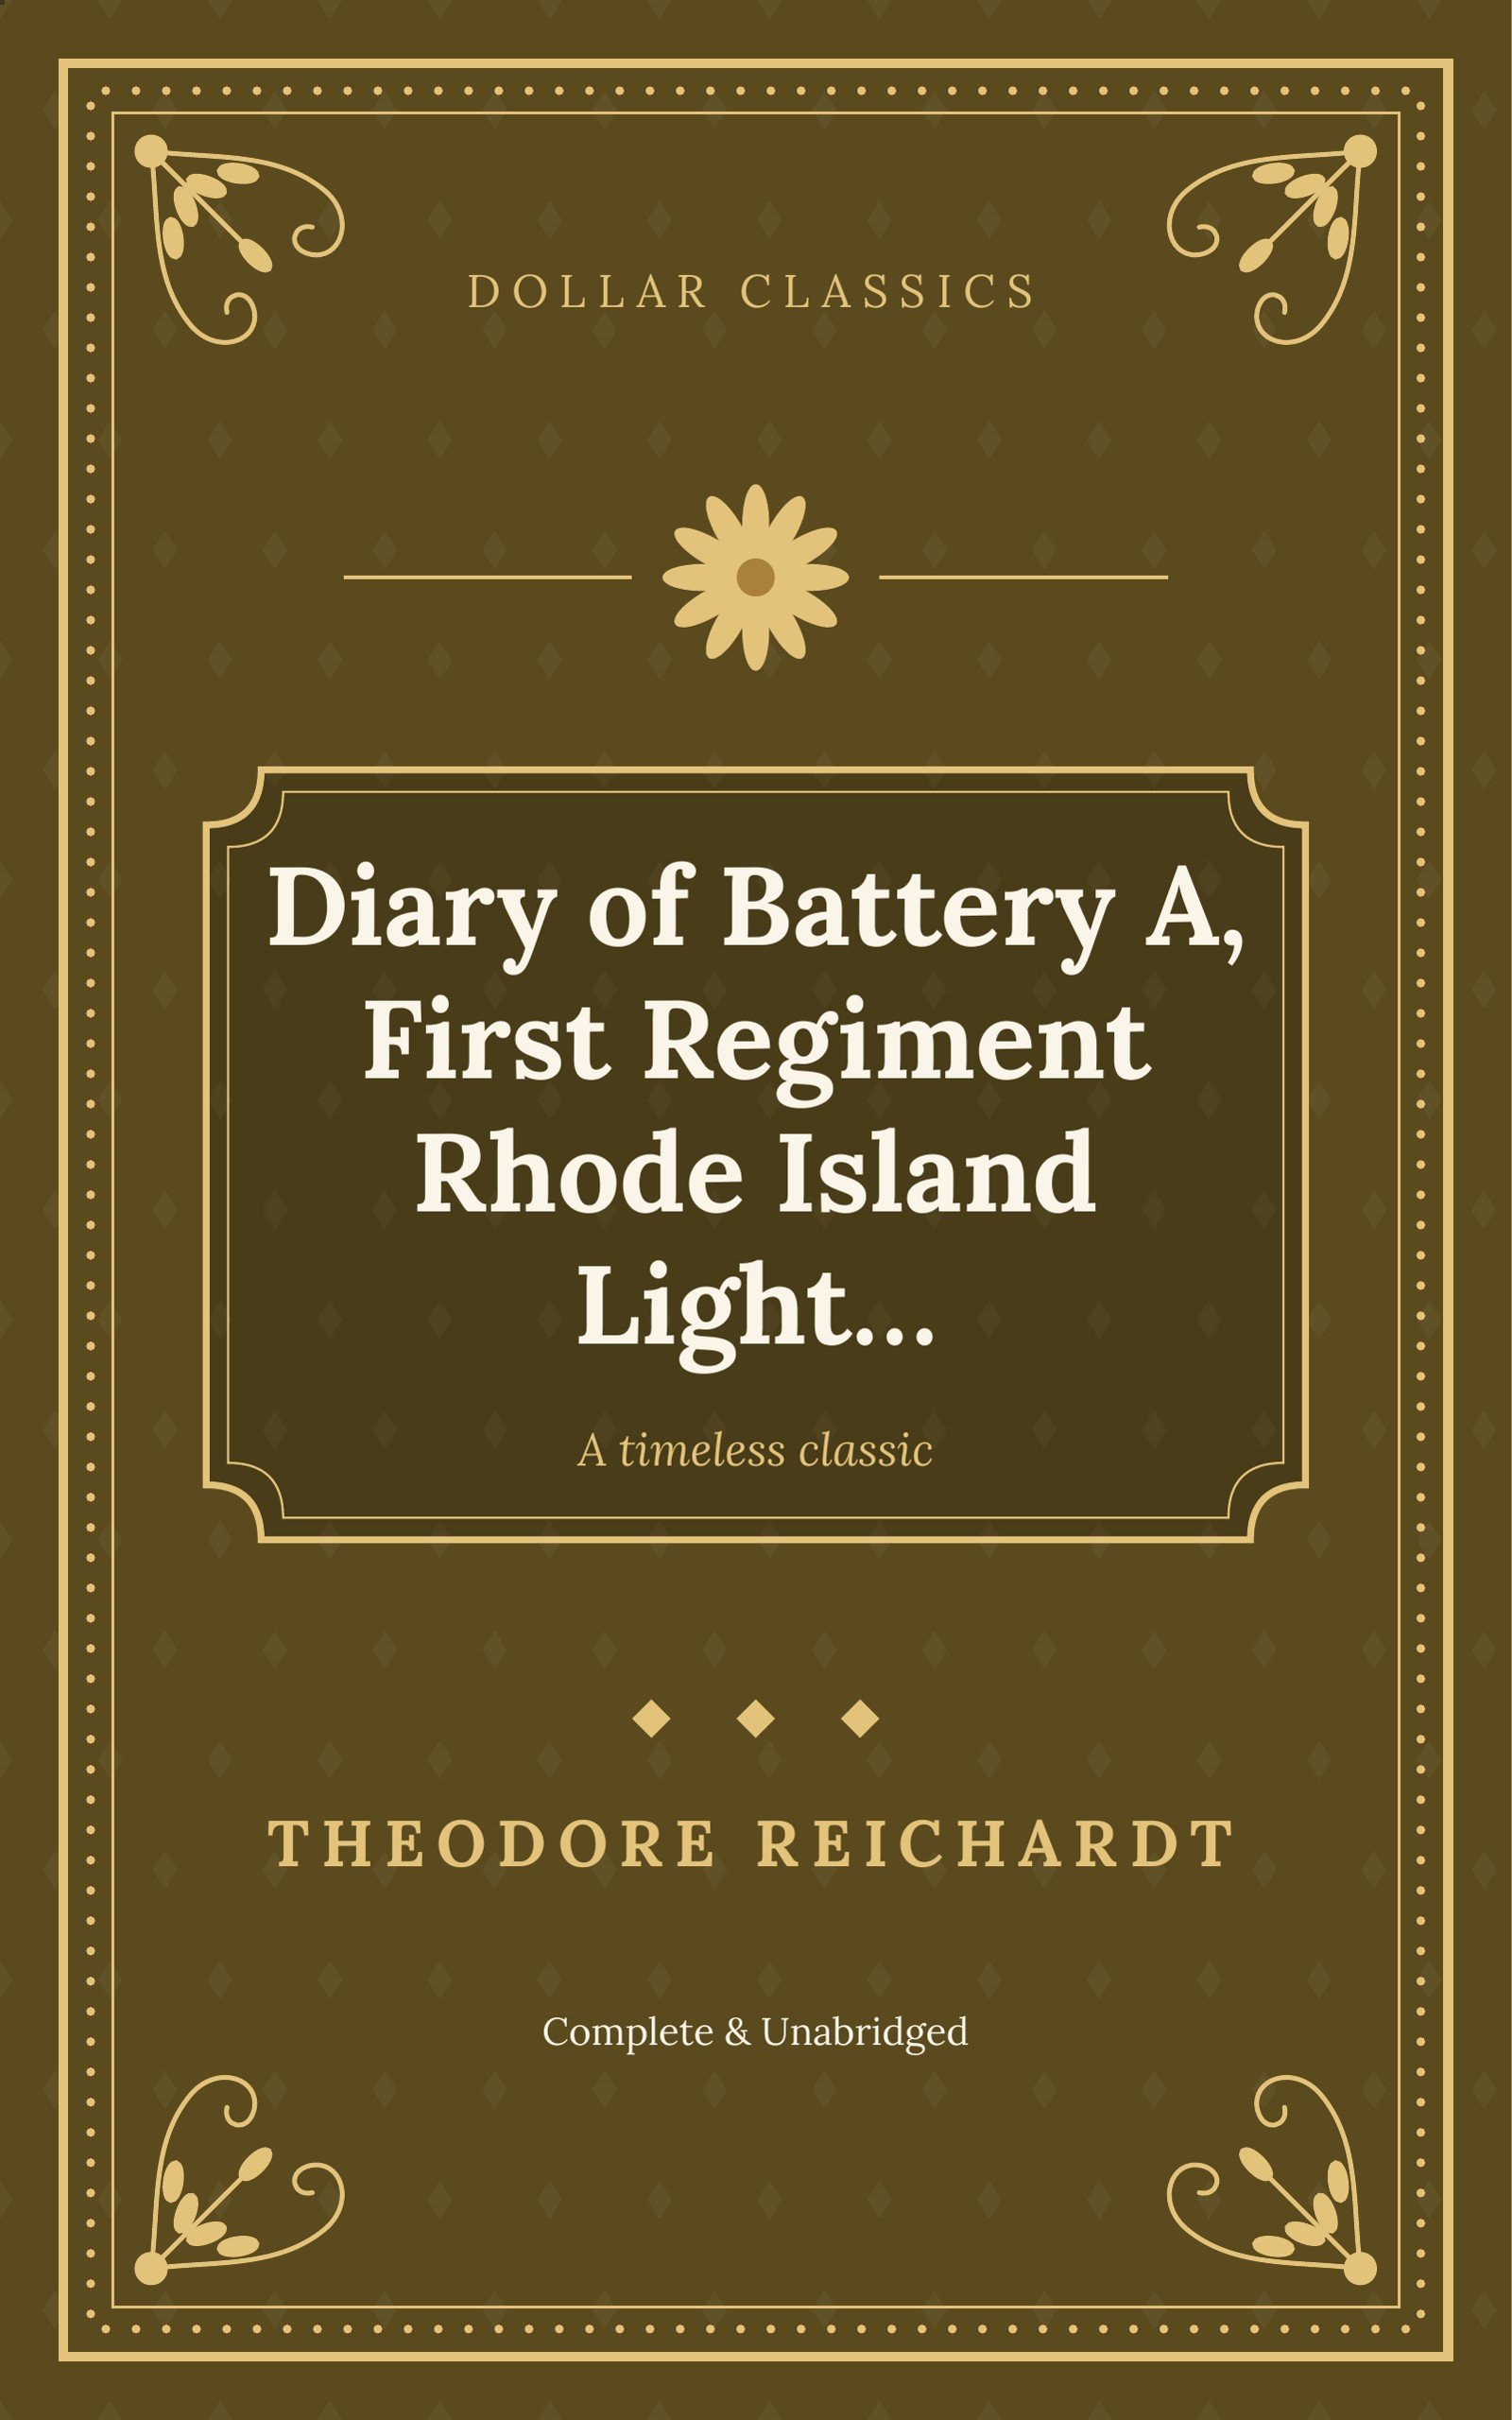 DOLLAR CLASSICS
Diary of Battery A,
First Regiment
Rhode Island
Light...
A timeless classic
THEODORE REICHARDT
Complete & Unabridged